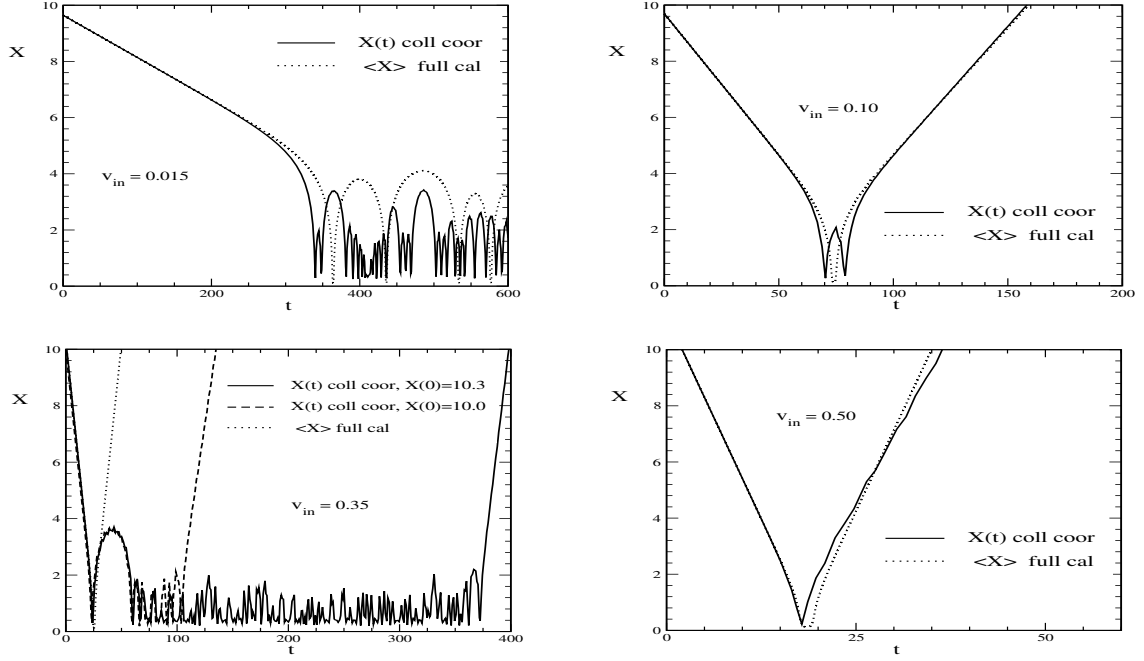 10
X
8
6
4
2
0
X(t) coll coor
<X> full cal
v_in = 0.015
0 200 400 600
t
10
X
8
6
4
2
0
v_in = 0.10
X(t) coll coor
<X> full cal
0 50 100 150 200
t
10
X
8
6
4
2
0
X(t) coll coor, X(0)=10.3
X(t) coll coor, X(0)=10.0
<X> full cal
v_in = 0.35
0 100 200 300 400
t
10
X
8
6
4
2
0
v_in = 0.50
X(t) coll coor
<X> full cal
0 25 50
t